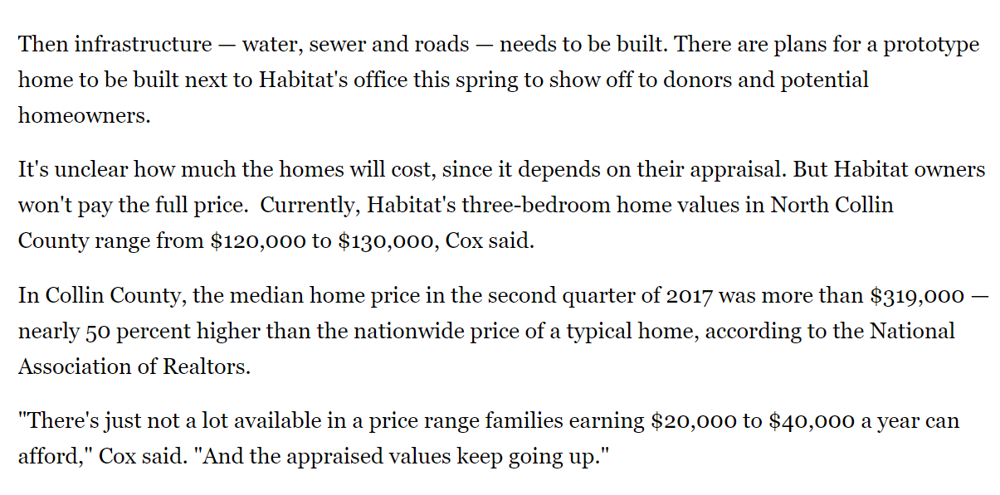 Then infrastructure — water, sewer and roads — needs to be built. There are plans for a prototype
home to be built next to Habitat's office this spring to show off to donors and potential
homeowners.
It's unclear how much the homes will cost, since it depends on their appraisal. But Habitat owners
won't pay the full price.  Currently, Habitat's three-bedroom home values in North Collin
County range from $120,000 to $130,000, Cox said.
In Collin County, the median home price in the second quarter of 2017 was more than $319,000 —
nearly 50 percent higher than the nationwide price of a typical home, according to the National
Association of Realtors.
"There's just not a lot available in a price range families earning $20,000 to $40,000 a year can
afford," Cox said. "And the appraised values keep going up."